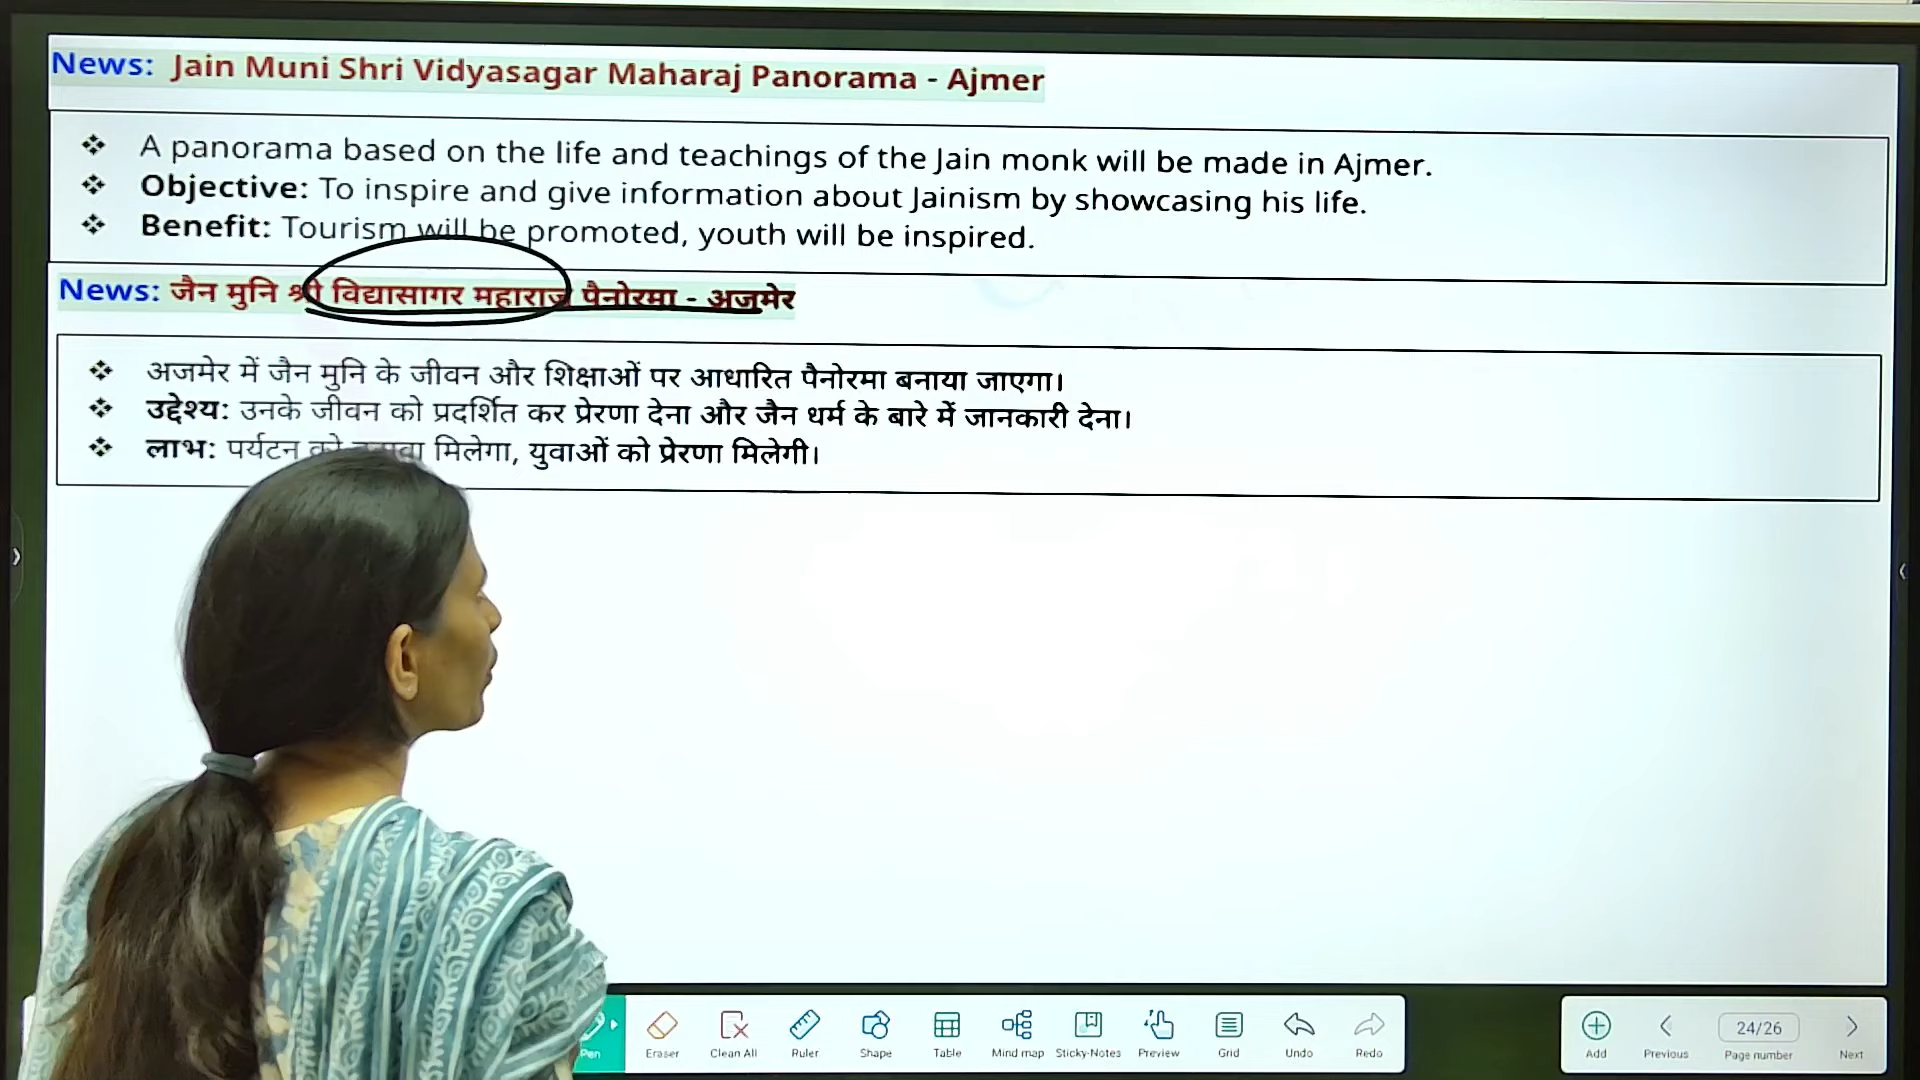 News: Jain Muni Shri Vidyasagar Maharaj Panorama - Ajmer
❖ A panorama based on the life and teachings of the Jain monk will be made in Ajmer.
❖ Objective: To inspire and give information about Jainism by showcasing his life.
❖ Benefit: Tourism will be promoted, youth will be inspired.
News: जैन मुनि श्री विद्यासागर महाराज पैनोरमा - अजमेर
❖ अजमेर में जैन मुनि के जीवन और शिक्षाओं पर आधारित पैनोरमा बनाया जाएगा।
❖ उद्देश्य: उनके जीवन को प्रदर्शित कर प्रेरणा देना और जैन धर्म के बारे में जानकारी देना।
❖ लाभ: पर्यटन को मिलेगा, युवाओं को प्रेरणा मिलेगी।
Pen Eraser Clean All Ruler Shape Table Mind map Sticky-Notes Preview Grid Undo Redo
24/26
Add Previous Page number Next